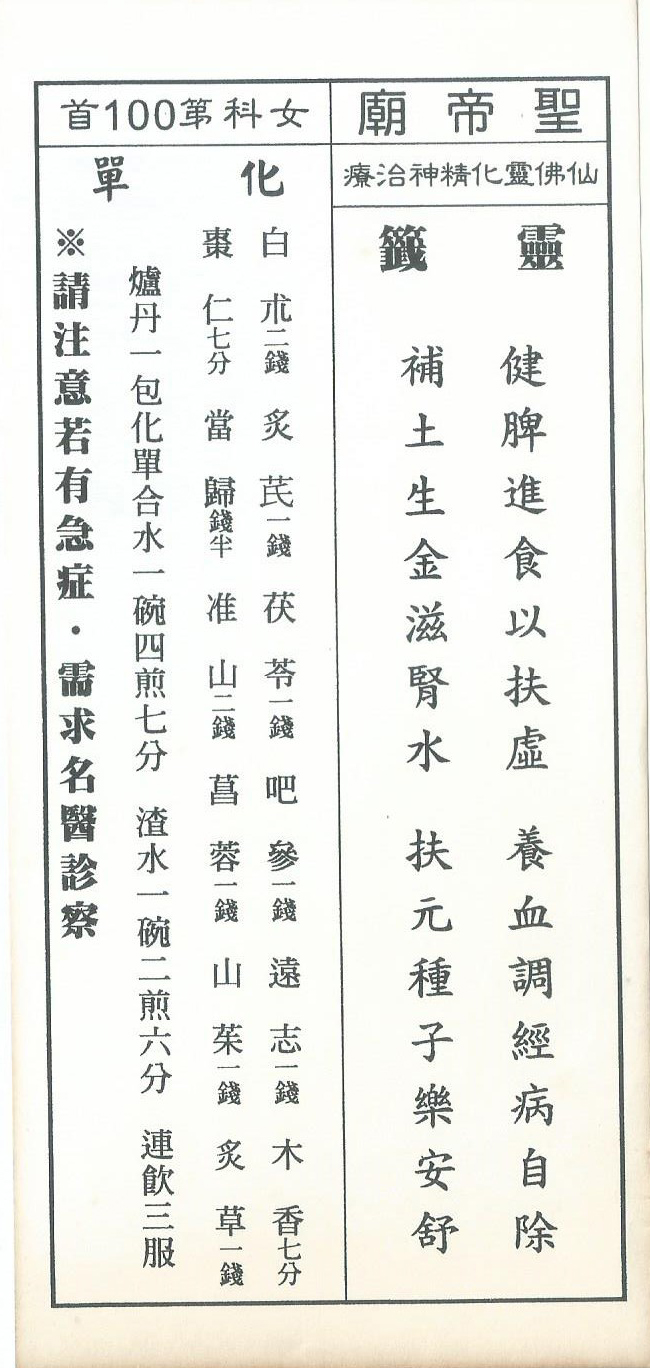 聖帝廟
仙佛靈化精神治療
靈籤
健脾進食以扶虛 養血調經病自除
補土生金滋腎水 扶元種子樂安舒
女科第100首
化單
白朮二錢 炙芪一錢 茯苓一錢 吧參一錢 遠志一錢 木香七分
棗仁七分 當歸錢半 准山二錢 菖蓉一錢 山茱一錢 炙草一錢
爐丹一包化單合水一碗四煎七分 渣水一碗二煎六分 連飲三服
※請注意若有急症．需求名醫診察